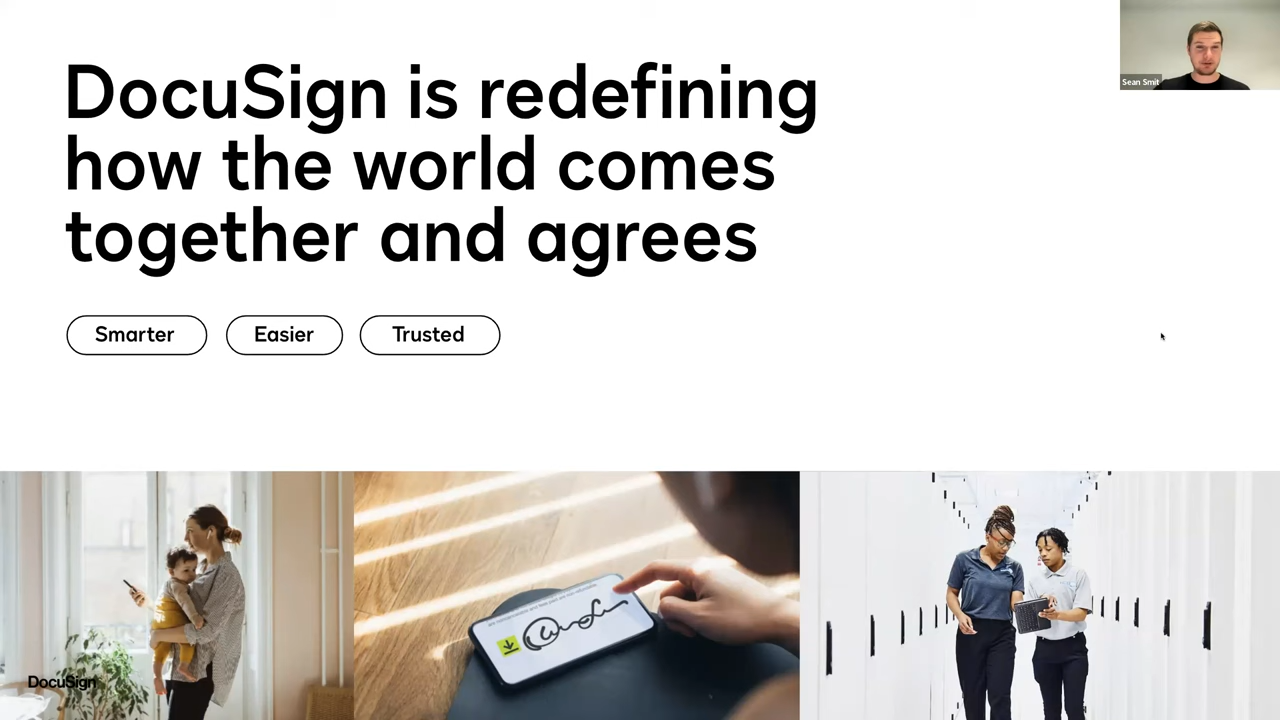 DocuSign is redefining
how the world comes
together and agrees
Smarter
Easier
Trusted
Sean Smit
DocuSign